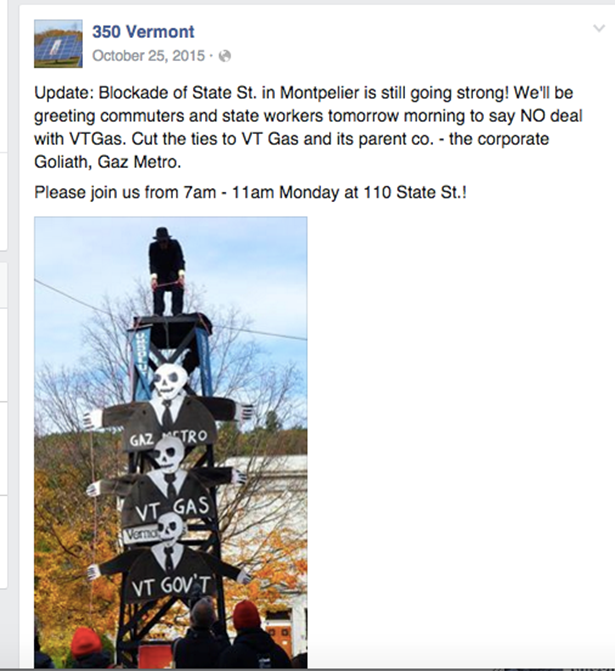 350 Vermont
October 25, 2015 ·
Update: Blockade of State St. in Montpelier is still going strong! We'll be
greeting commuters and state workers tomorrow morning to say NO deal
with VTGas. Cut the ties to VT Gas and its parent co. - the corporate
Goliath, Gaz Metro.
Please join us from 7am - 11am Monday at 110 State St.!
GAZ METRO
VT GAS
VT GOV'T